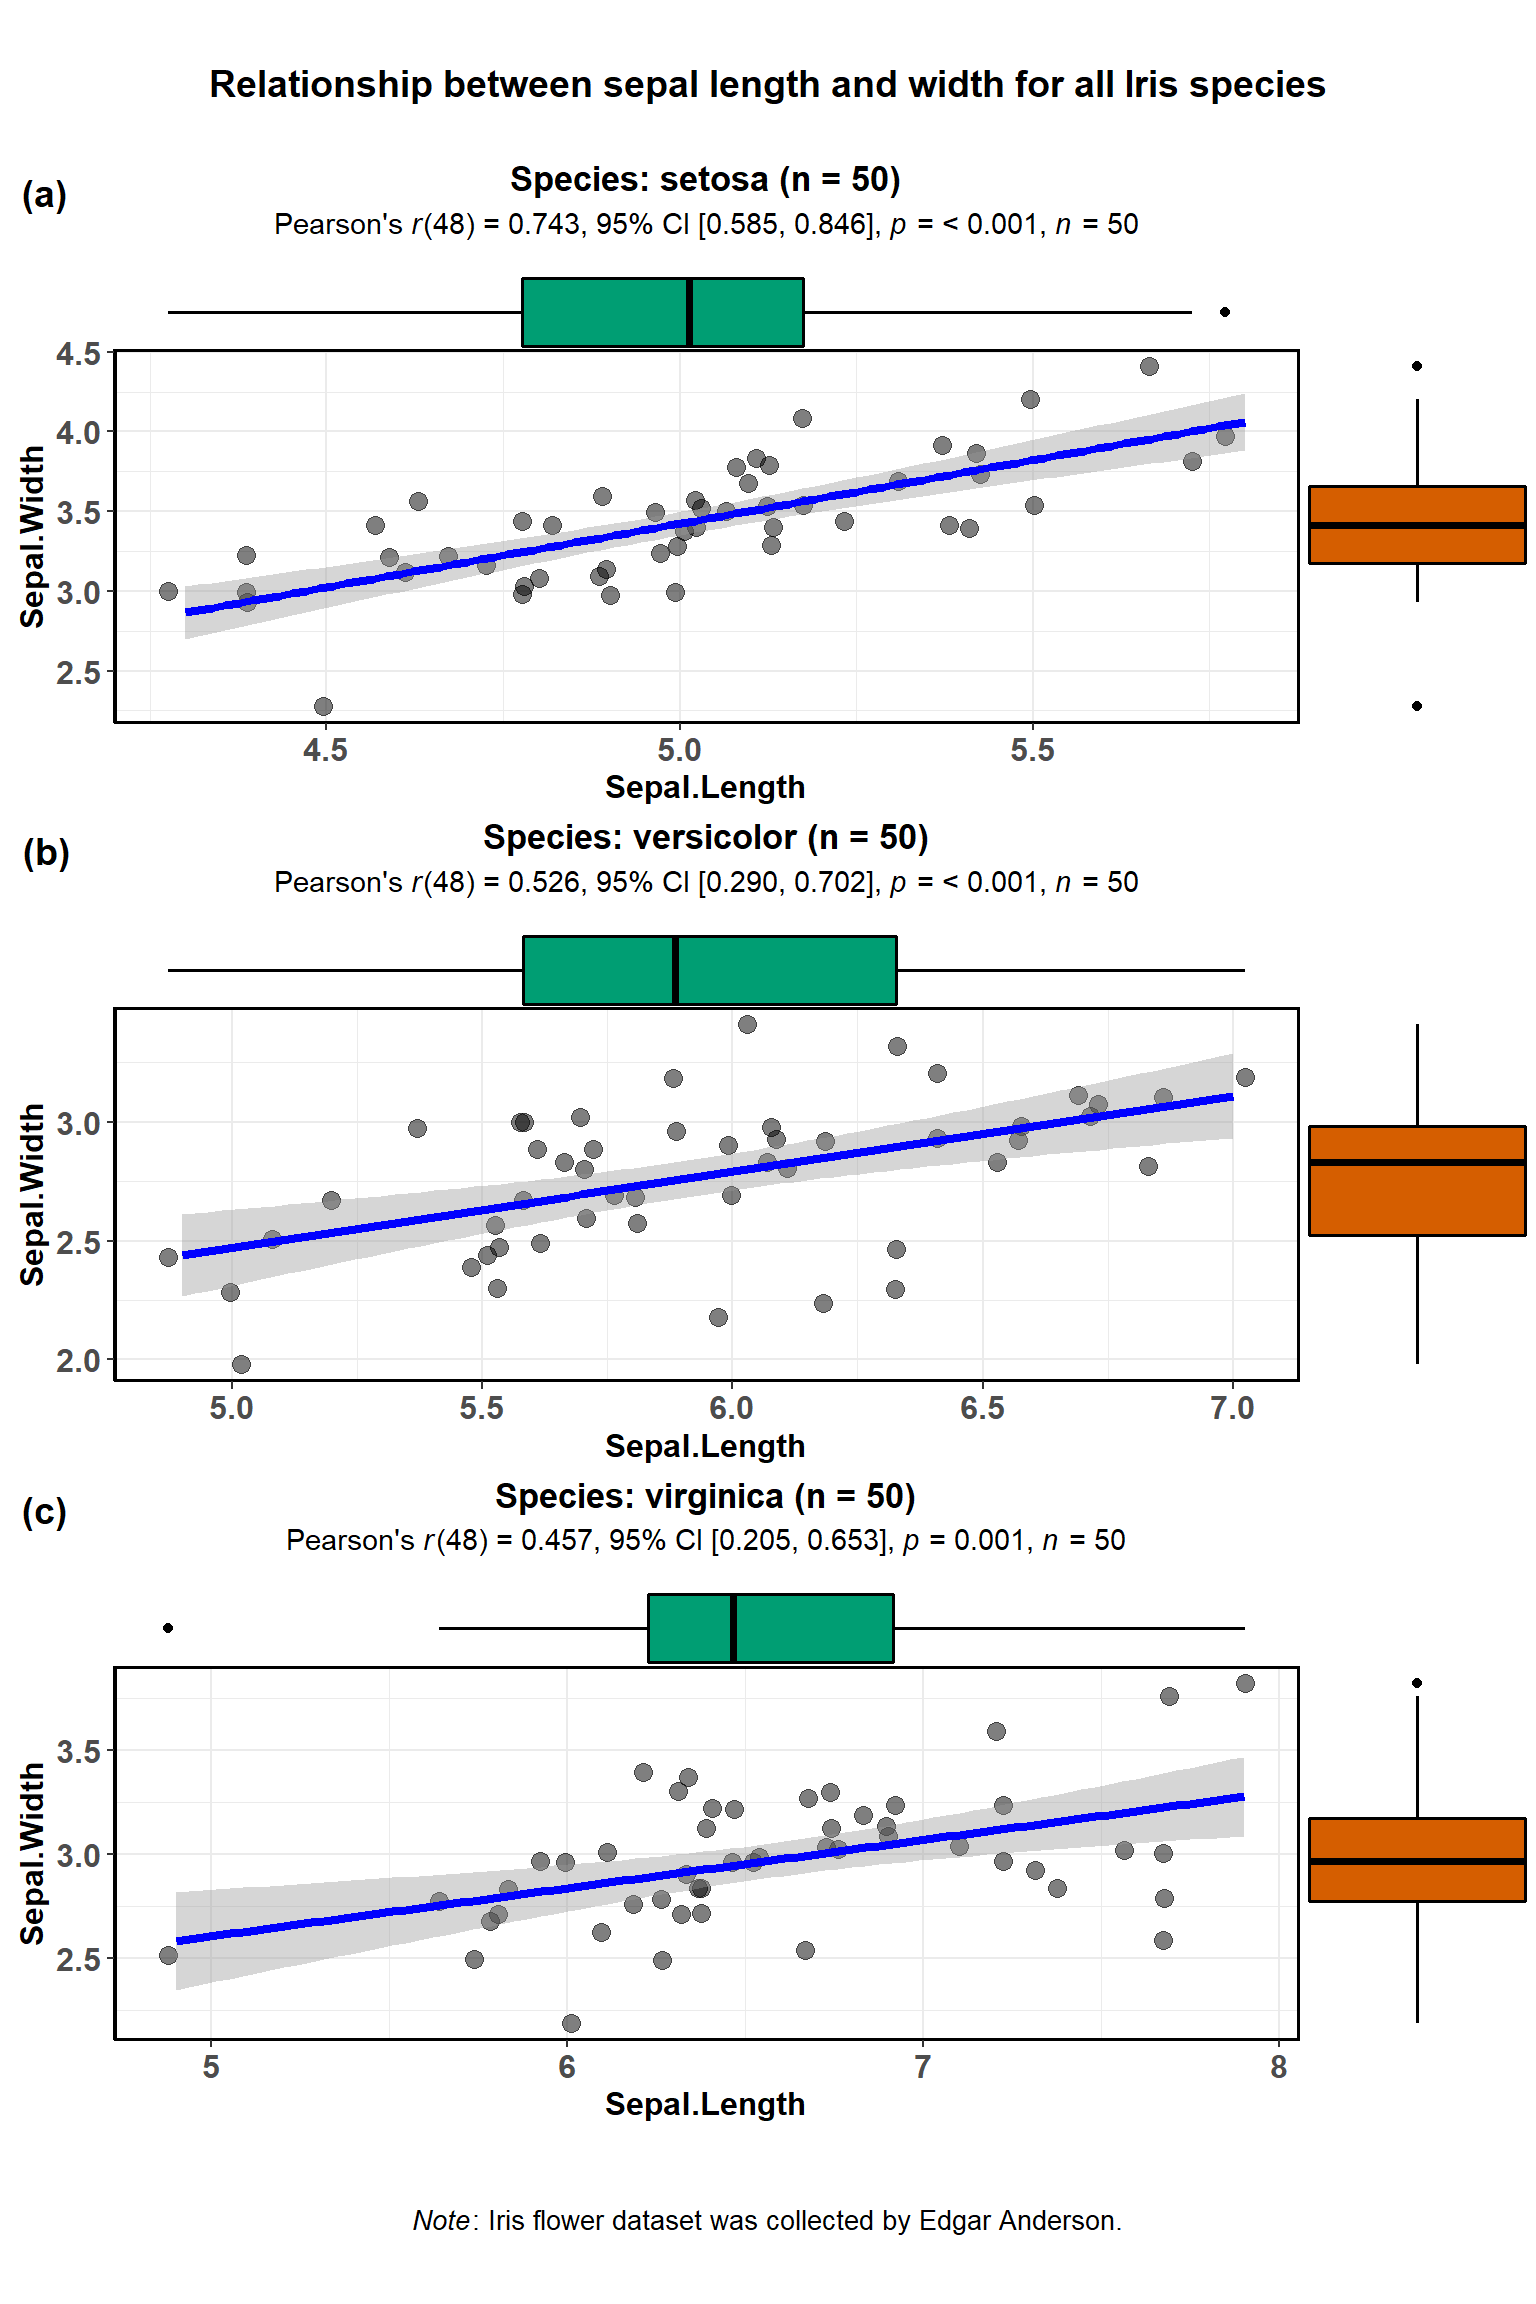 Relationship between sepal length and width for all Iris species
(a)
Species: setosa (n = 50)
Pearson's r(48) = 0.743, 95% CI [0.585, 0.846], p = < 0.001, n = 50
4.5
4.0
3.5
3.0
2.5
Sepal.Width
4.5 5.0 5.5
Sepal.Length
(b)
Species: versicolor (n = 50)
Pearson's r(48) = 0.526, 95% CI [0.290, 0.702], p = < 0.001, n = 50
3.0
2.5
2.0
Sepal.Width
5.0 5.5 6.0 6.5 7.0
Sepal.Length
(c)
Species: virginica (n = 50)
Pearson's r(48) = 0.457, 95% CI [0.205, 0.653], p = 0.001, n = 50
3.5
3.0
2.5
Sepal.Width
5 6 7 8
Sepal.Length
Note: Iris flower dataset was collected by Edgar Anderson.